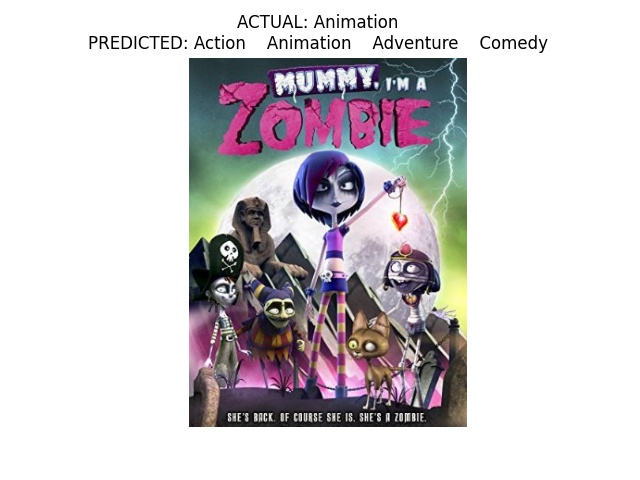 ACTUAL: Animation
PREDICTED: Action Animation Adventure Comedy
MUMMY, I'M A
ZOMBIE
SHE'S BACK. OF COURSE SHE IS. SHE'S A ZOMBIE.